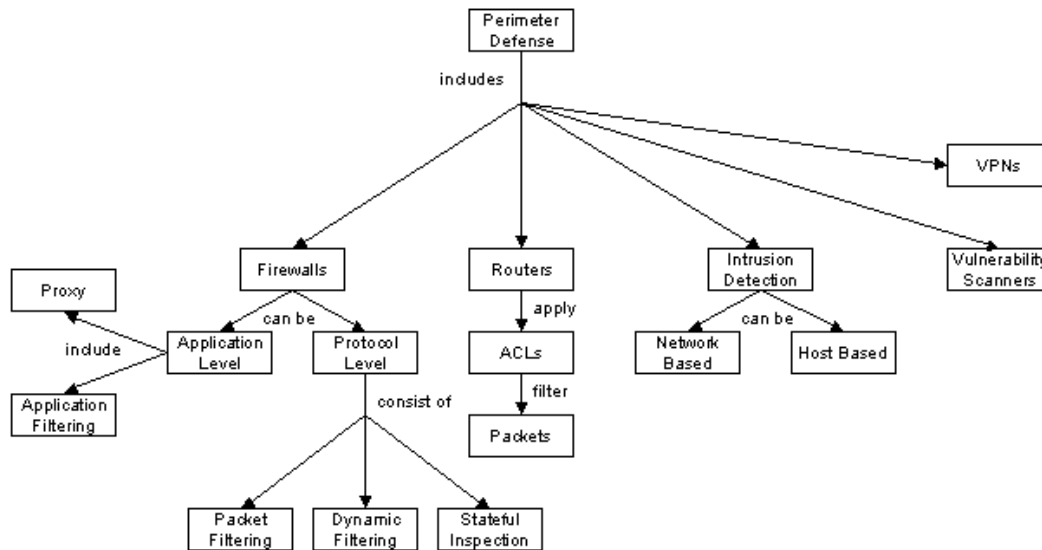 Perimeter
Defense
includes
VPNs
Firewalls
Routers
Intrusion
Detection
Vulnerability
Scanners
Proxy
can be
apply
can be
include
Application
Level
Protocol
Level
ACLs
Network
Based
Host Based
Application
Filtering
consist of
filter
Packets
Packet
Filtering
Dynamic
Filtering
Stateful
Inspection